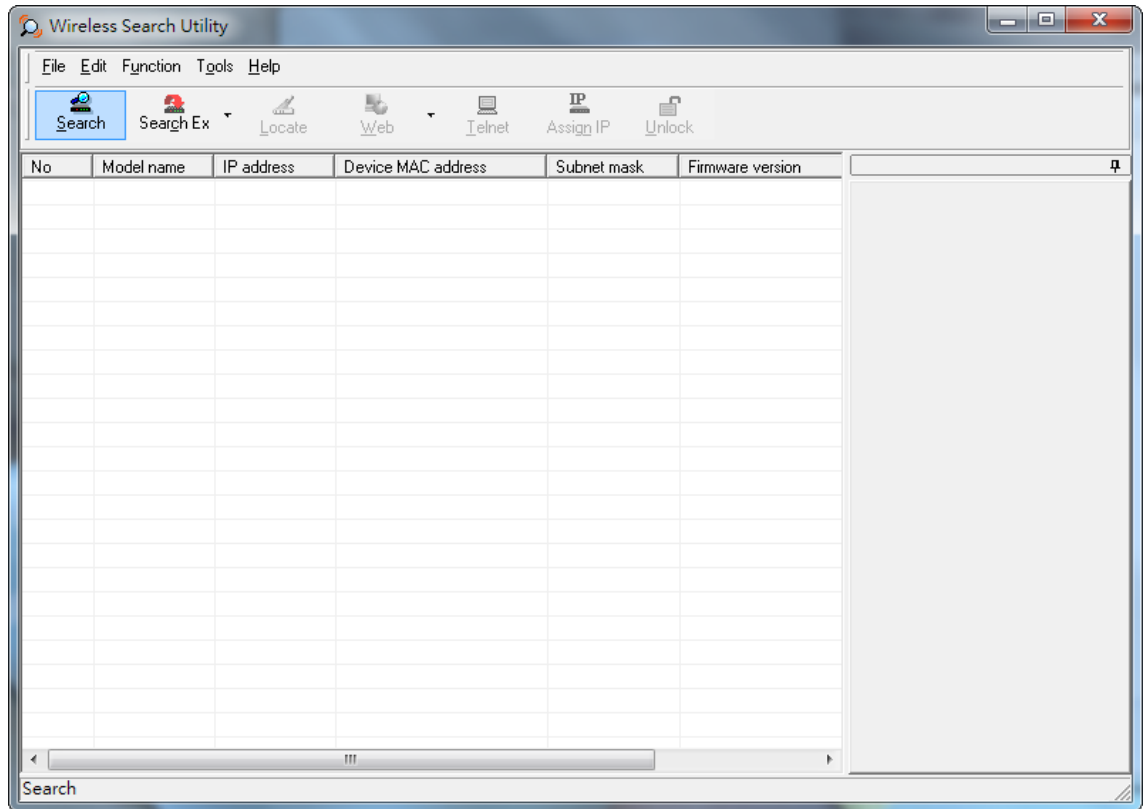 Wireless Search Utility
File Edit Function Tools Help
Search Search Ex Locate Web Telnet Assign IP Unlock
No Model name IP address Device MAC address Subnet mask Firmware version
Search